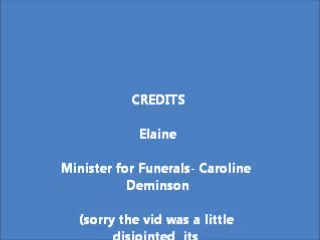 CREDITS
Elaine
Minister for Funerals- Caroline
Deminson
(sorry the vid was a little
disjointed its